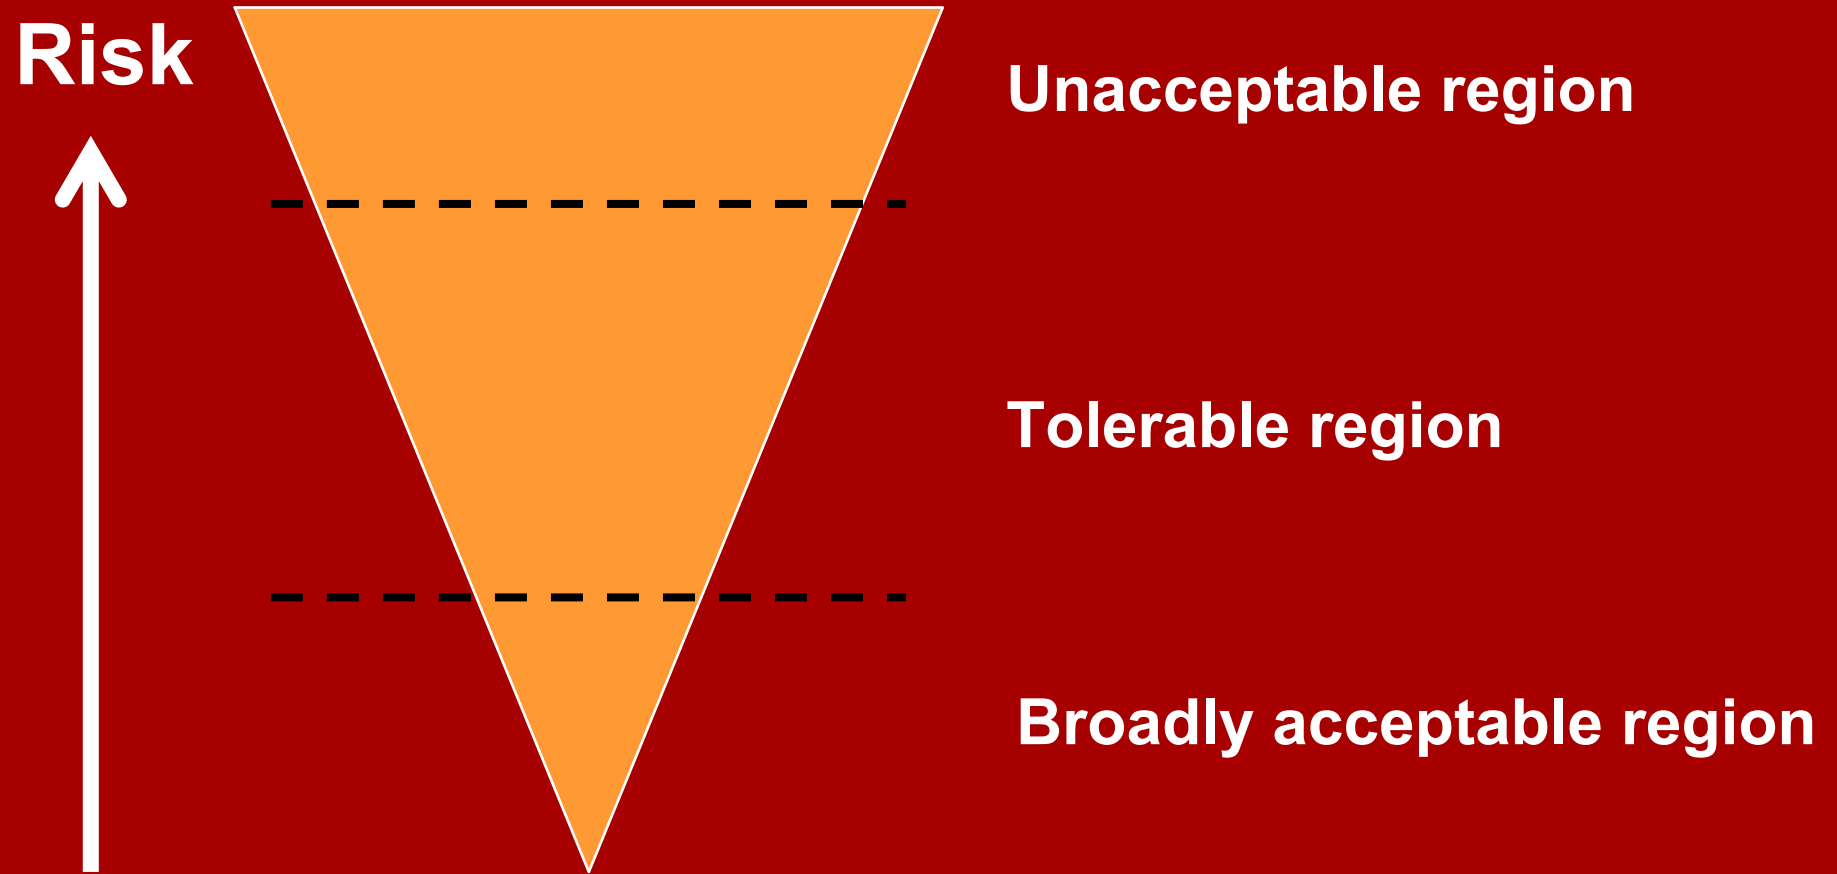 Risk
Unacceptable region
Tolerable region
Broadly acceptable region